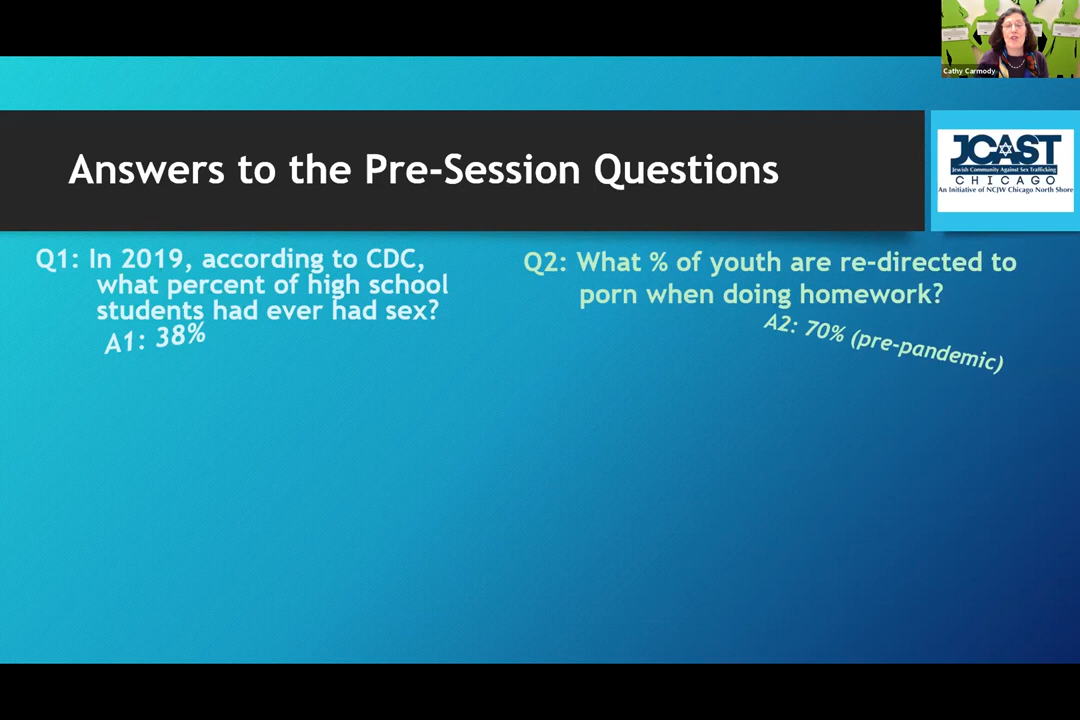 Cathy Carmody
Answers to the Pre-Session Questions
JCAST
Jewish Community Against Sex Trafficking
CHICAGO
An Initiative of NCJW Chicago North Shore
Q1: In 2019, according to CDC,
what percent of high school
students had ever had sex?
A1: 38%
Q2: What % of youth are re-directed to
porn when doing homework?
A2: 70% (pre-pandemic)